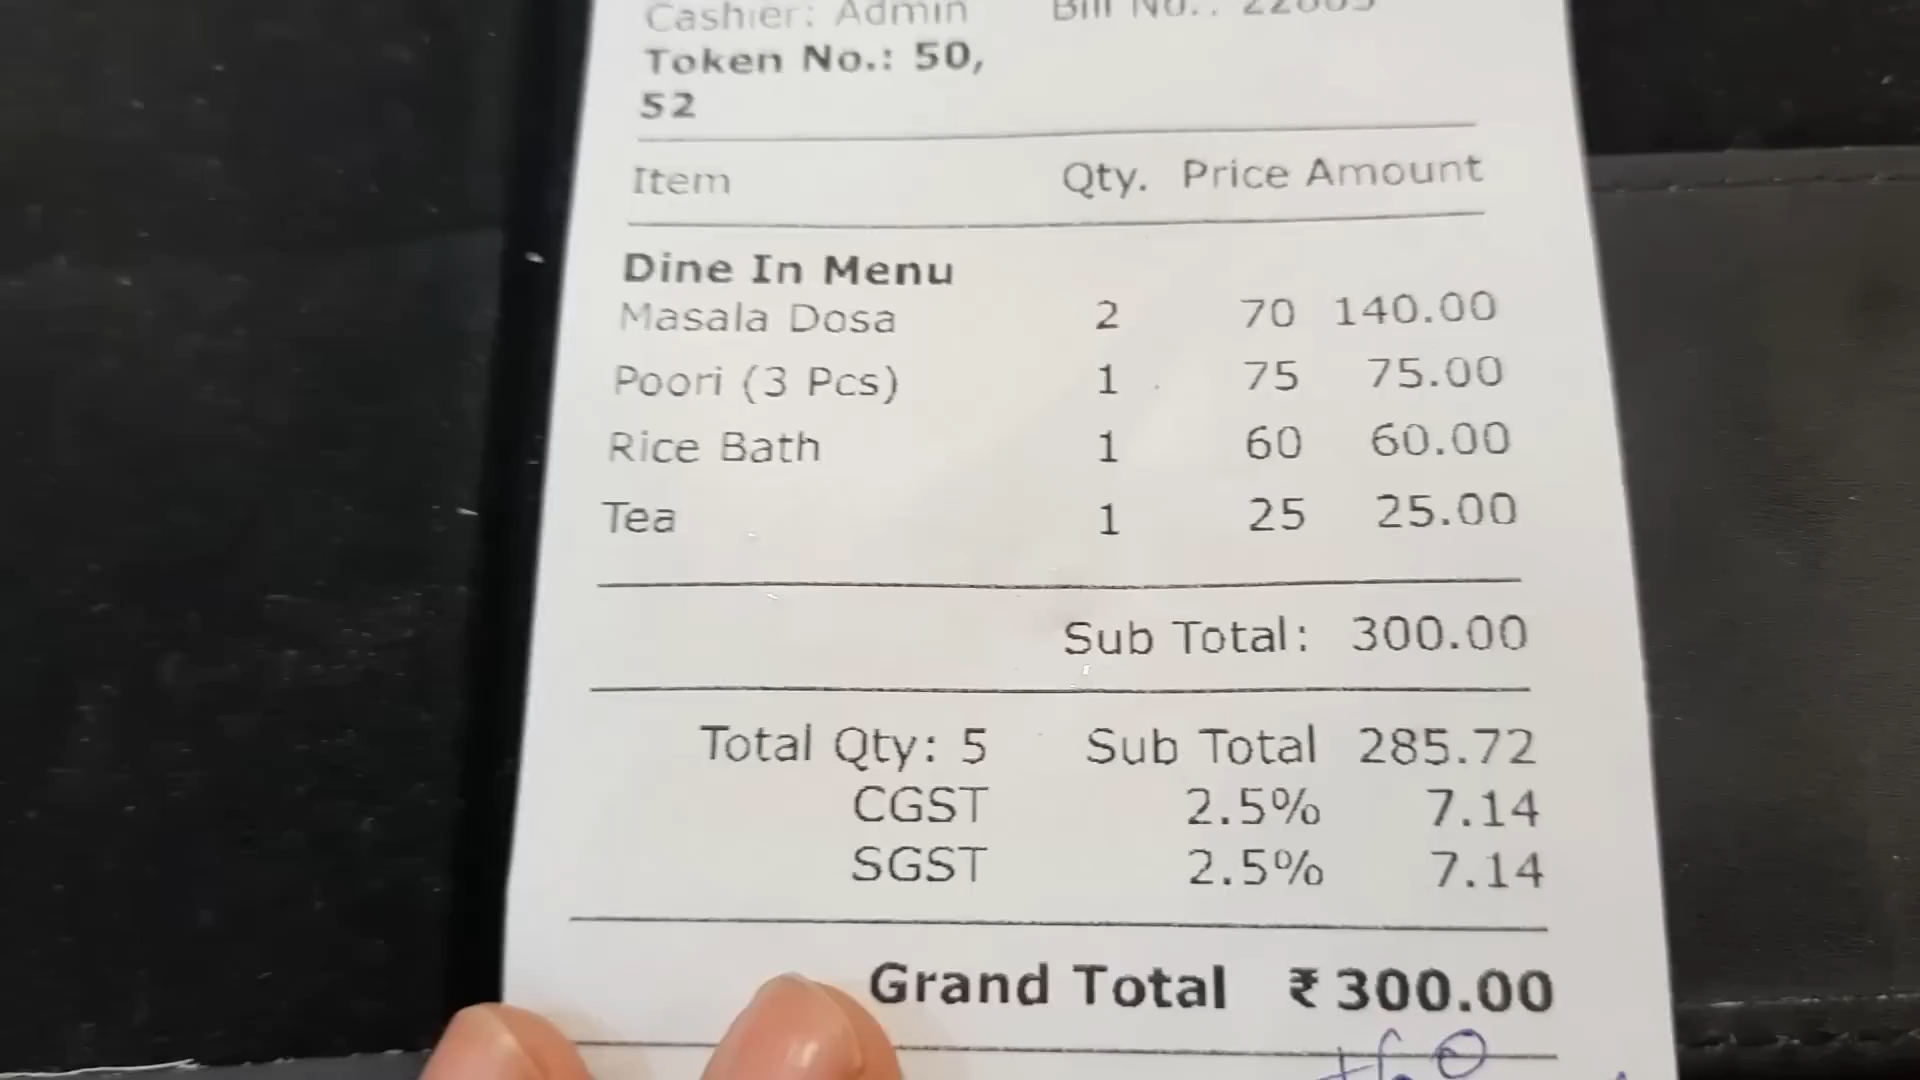 Cashier: Admin Bill No.:
Token No.: 50,
52
Item Qty. Price Amount
Dine In Menu
Masala Dosa 2 70 140.00
Poori (3 Pcs) 1 75 75.00
Rice Bath 1 60 60.00
Tea 1 25 25.00
Sub Total: 300.00
Total Qty: 5 Sub Total 285.72
CGST 2.5% 7.14
SGST 2.5% 7.14
Grand Total ₹ 300.00